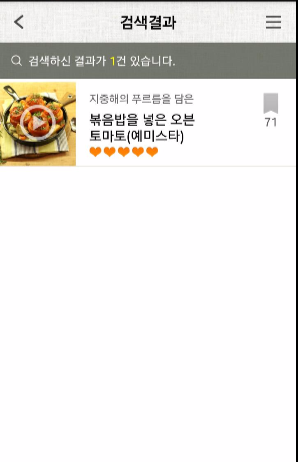 검색결과
검색하신 결과가 1건 있습니다.
지중해의 푸르름을 담은
볶음밥을 넣은 오븐
토마토(예미스타)
71